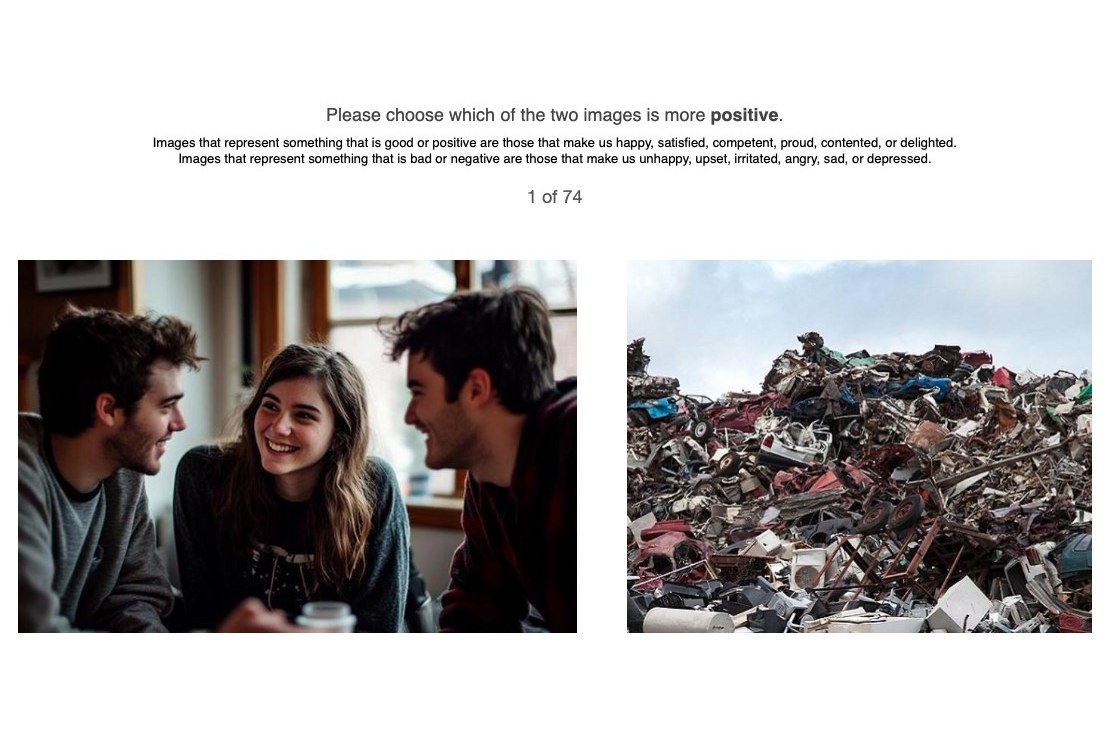 Please choose which of the two images is more positive.
Images that represent something that is good or positive are those that make us happy, satisfied, competent, proud, contented, or delighted.
Images that represent something that is bad or negative are those that make us unhappy, upset, irritated, angry, sad, or depressed.
1 of 74